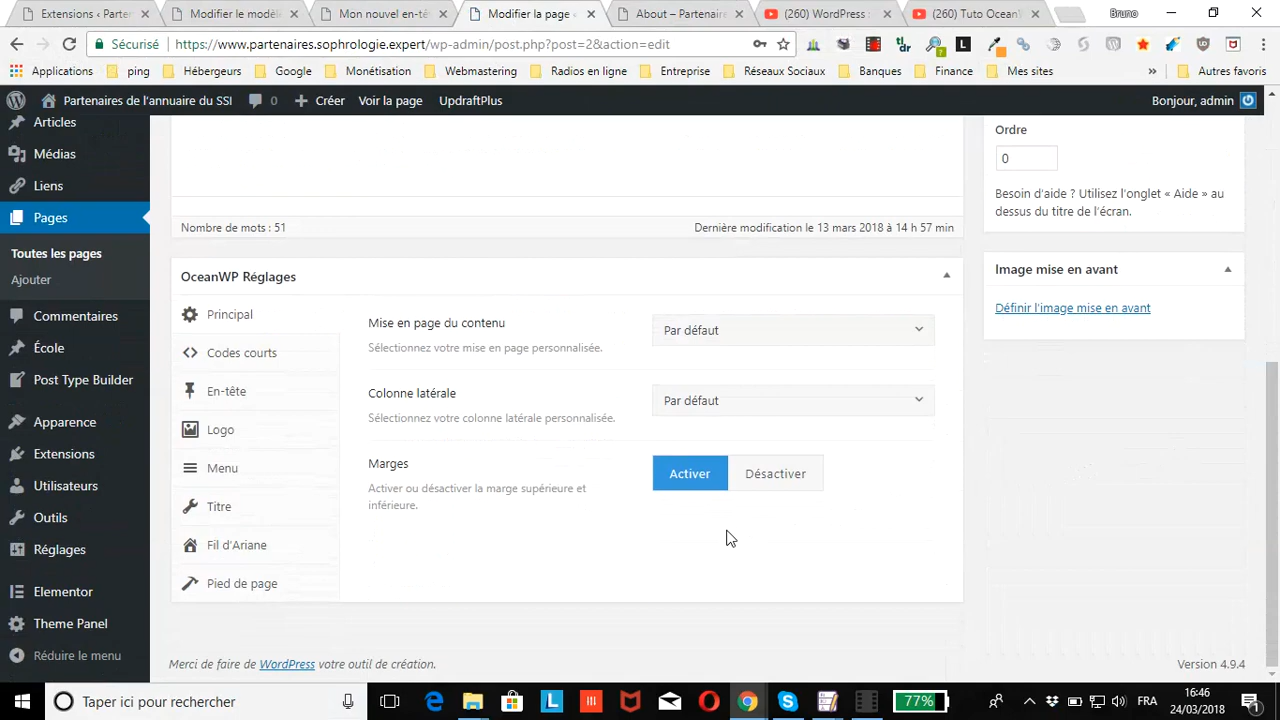 Extensions ‹ Parten
Modifier le modèle
Mon nouvel en-têt
Modifier la page ‹
About – Partenaire
(260) WordPress :
(260) Tuto OceanW
Bruno
Sécurisé
https://www.partenaires.sophrologie.expert/wp-admin/post.php?post=2&action=edit
Applications
ping
Hébergeurs
Google
Monétisation
Webmastering
Radios en ligne
Entreprise
Réseaux Sociaux
Banques
Finance
Mes sites
»
Autres favoris
Partenaires de l'annuaire du SSI
0
Créer
Voir la page
UpdraftPlus
Bonjour, admin
Articles
Médias
Liens
Pages
Toutes les pages
Ajouter
Commentaires
École
Post Type Builder
Apparence
Extensions
Utilisateurs
Outils
Réglages
Elementor
Theme Panel
Réduire le menu
Nombre de mots : 51
Dernière modification le 13 mars 2018 à 14 h 57 min
OceanWP Réglages
Principal
Codes courts
En-tête
Logo
Menu
Titre
Fil d'Ariane
Pied de page
Mise en page du contenu
Sélectionnez votre mise en page personnalisée.
Par défaut
Colonne latérale
Sélectionnez votre colonne latérale personnalisée.
Par défaut
Marges
Activer ou désactiver la marge supérieure et
inférieure.
Activer
Désactiver
Ordre
0
Besoin d'aide ? Utilisez l'onglet « Aide » au
dessus du titre de l'écran.
Image mise en avant
Définir l'image mise en avant
Merci de faire de WordPress votre outil de création.
Version 4.9.4
Taper ici pour rechercher
77%
FRA
16:46
24/03/2018